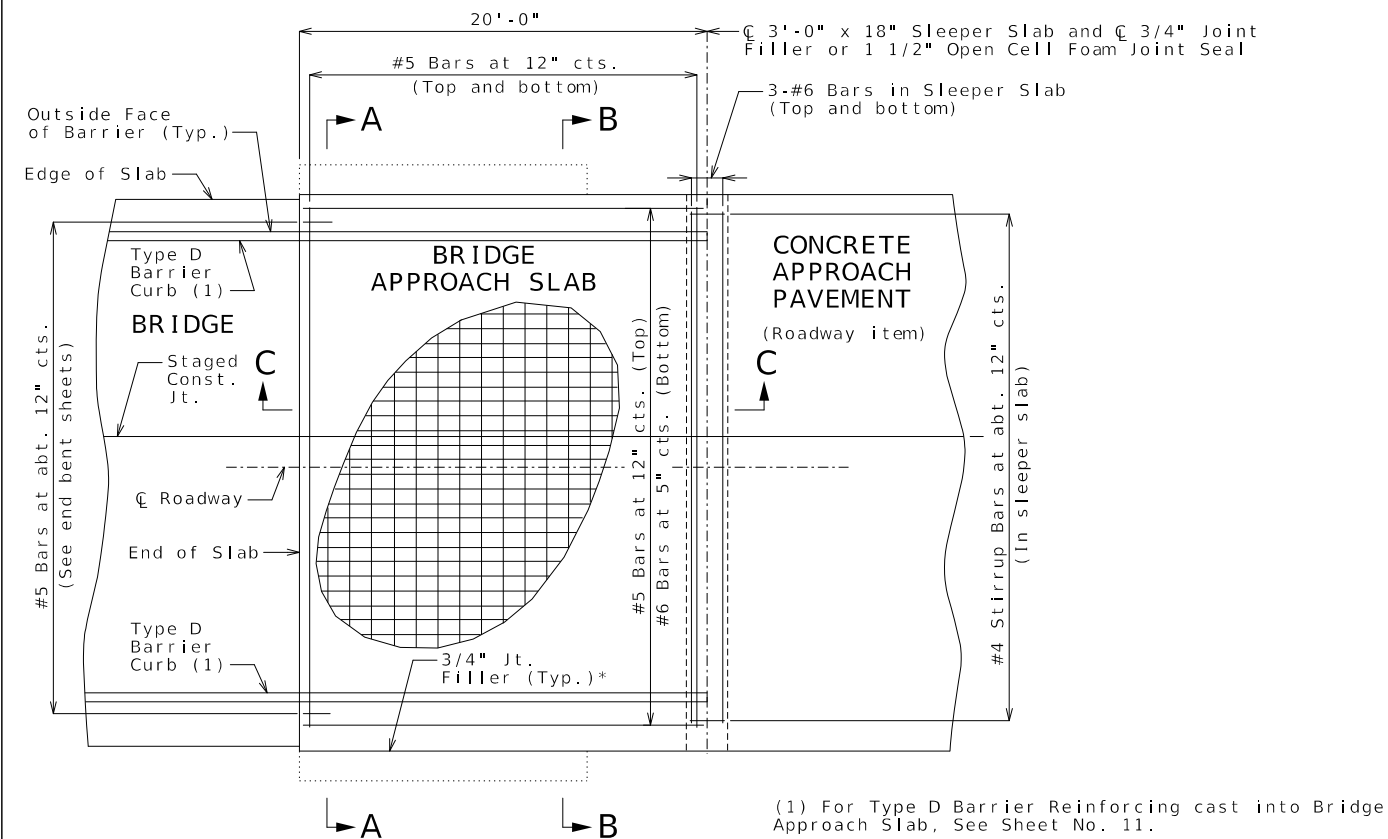 20'-0"
℄ 3'-0" x 18" Sleeper Slab and ℄ 3/4" Joint
Filler or 1 1/2" Open Cell Foam Joint Seal
#5 Bars at 12" cts.
(Top and bottom)
3-#6 Bars in Sleeper Slab
(Top and bottom)
Outside Face
of Barrier (Typ.)
A
B
Edge of Slab
Type D
Barrier
Curb (1)
BRIDGE
APPROACH SLAB
CONCRETE
APPROACH
PAVEMENT
(Roadway item)
BRIDGE
Staged
Const.
Jt.
C
C
#5 Bars at abt. 12" cts.
(See end bent sheets)
#5 Bars at 12" cts. (Top)
#6 Bars at 5" cts. (Bottom)
#4 Stirrup Bars at abt. 12" cts.
(In sleeper slab)
℄ Roadway
End of Slab
Type D
Barrier
Curb (1)
3/4" Jt.
Filler (Typ.)*
A
B
(1) For Type D Barrier Reinforcing cast into Bridge
Approach Slab, See Sheet No. 11.